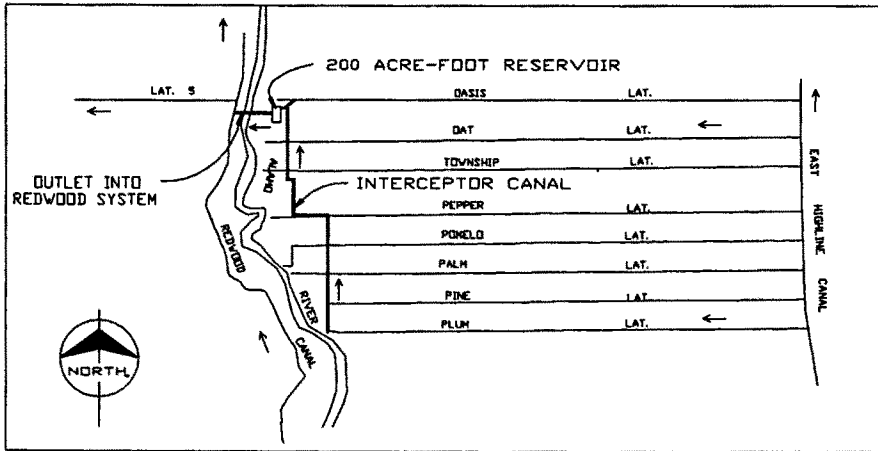 200 ACRE-FOOT RESERVOIR
LAT. 5
OASIS LAT.
OAT LAT.
TOWNSHIP LAT.
OUTLET INTO
REDWOOD SYSTEM
ALAMO
INTERCEPTOR CANAL
PEPPER LAT.
POMELO LAT.
PALM LAT.
PINE LAT.
PLUM LAT.
REDWOOD
CANAL
RIVER
EAST
HIGHLINE
CANAL
NORTH